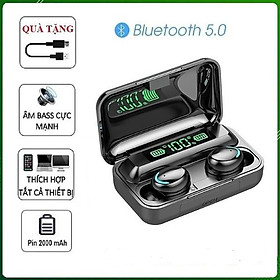 QUÀ TẶNG
Bluetooth 5.0
ÂM BASS CỰC
MẠNH
THÍCH HỢP
TẤT CẢ THIẾT BỊ
Pin 2000 mAh
100
100